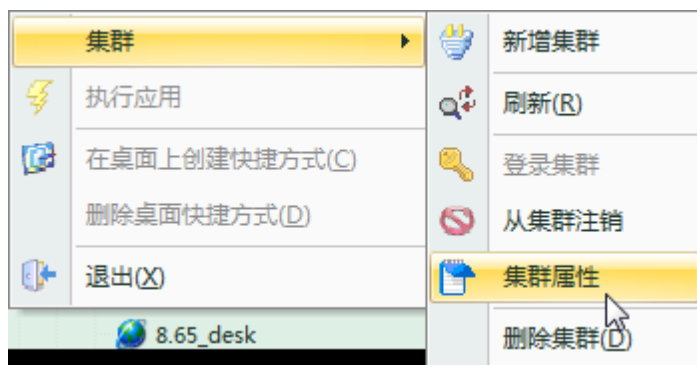 集群
执行应用
在桌面上创建快捷方式(C)
删除桌面快捷方式(D)
退出(X)
8.65_desk
新增集群
刷新(R)
登录集群
从集群注销
集群属性
删除集群(D)